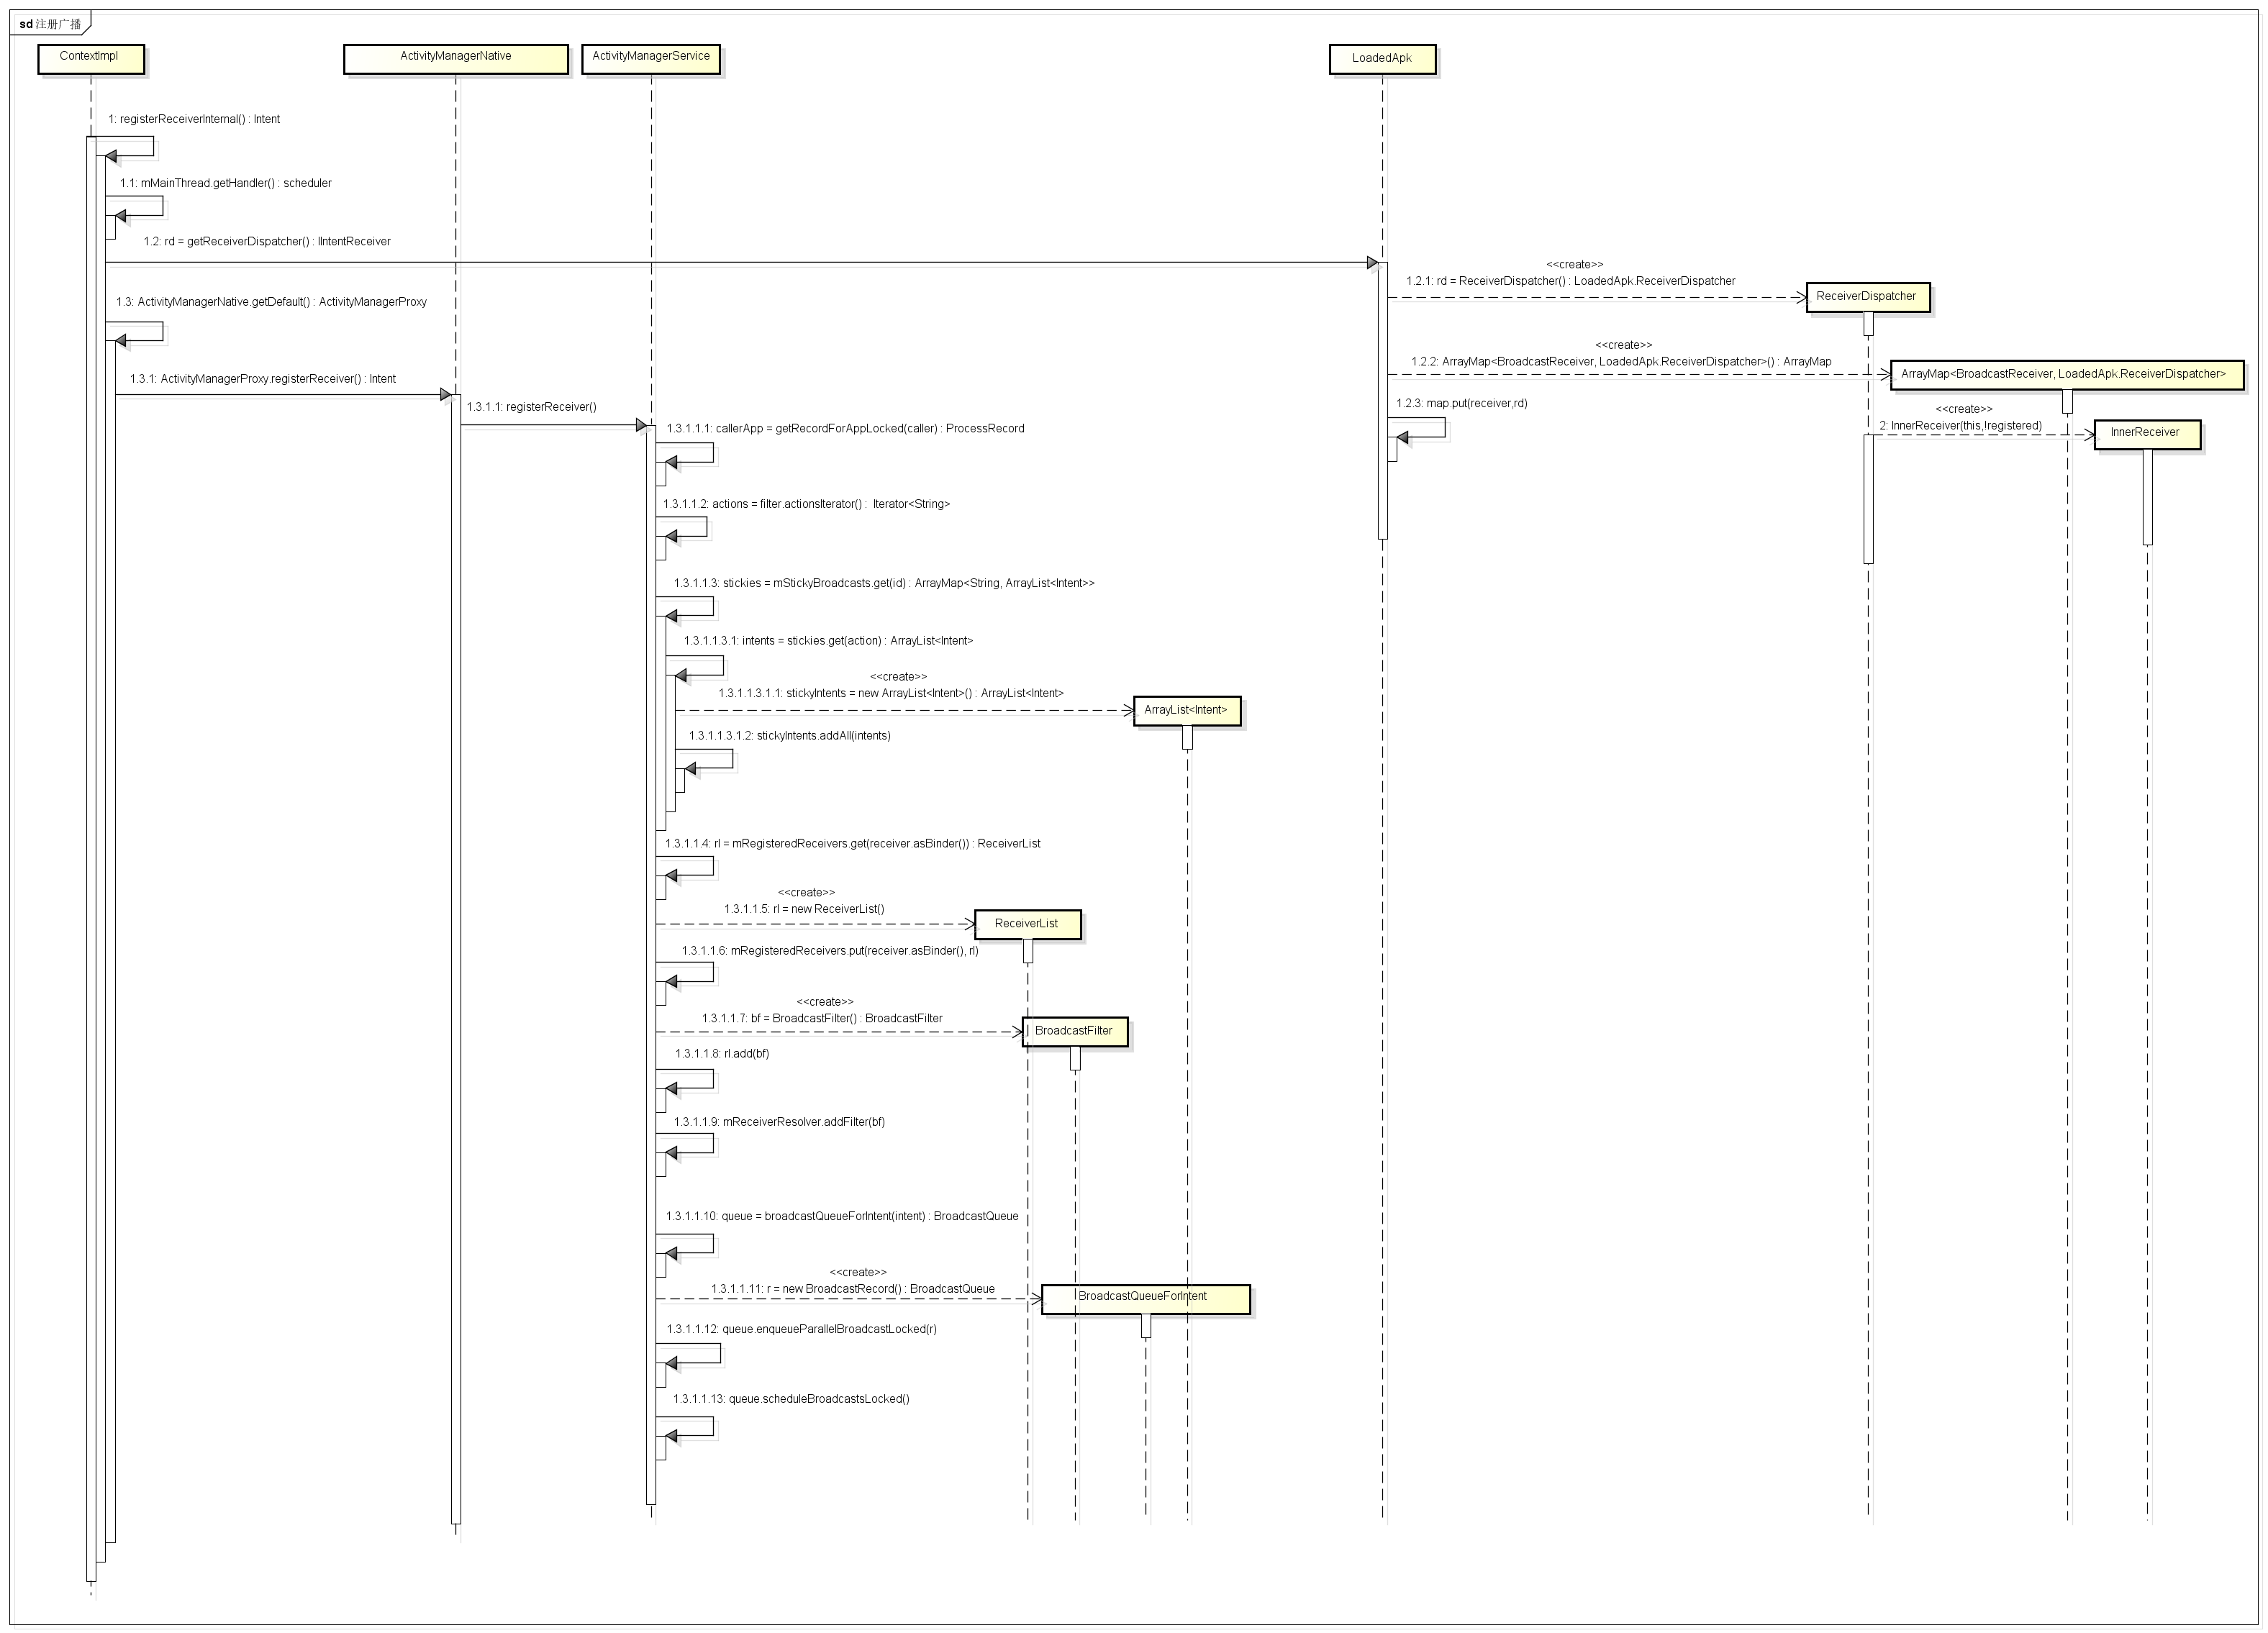 sd 注册广播
ContextImpl
ActivityManagerNative
ActivityManagerService
LoadedApk
1: registerReceiverInternal() : Intent
1.1: mMainThread.getHandler() : scheduler
1.2: rd = getReceiverDispatcher() : IIntentReceiver
<<create>>
1.2.1: rd = ReceiverDispatcher() : LoadedApk.ReceiverDispatcher
ReceiverDispatcher
1.3: ActivityManagerNative.getDefault() : ActivityManagerProxy
<<create>>
1.2.2: ArrayMap<BroadcastReceiver, LoadedApk.ReceiverDispatcher>() : ArrayMap
ArrayMap<BroadcastReceiver, LoadedApk.ReceiverDispatcher>
1.3.1: ActivityManagerProxy.registerReceiver() : Intent
1.2.3: map.put(receiver,rd)
1.3.1.1: registerReceiver()
<<create>>
2: InnerReceiver(this,!registered)
InnerReceiver
1.3.1.1.1: callerApp = getRecordForAppLocked(caller) : ProcessRecord
1.3.1.1.2: actions = filter.actionsIterator() :  Iterator<String>
1.3.1.1.3: stickies = mStickyBroadcasts.get(id) : ArrayMap<String, ArrayList<Intent>>
1.3.1.1.3.1: intents = stickies.get(action) : ArrayList<Intent>
<<create>>
1.3.1.1.3.1.1: stickyIntents = new ArrayList<Intent>() : ArrayList<Intent>
ArrayList<Intent>
1.3.1.1.3.1.2: stickyIntents.addAll(intents)
1.3.1.1.4: rl = mRegisteredReceivers.get(receiver.asBinder()) : ReceiverList
<<create>>
1.3.1.1.5: rl = new ReceiverList()
ReceiverList
1.3.1.1.6: mRegisteredReceivers.put(receiver.asBinder(), rl)
<<create>>
1.3.1.1.7: bf = BroadcastFilter() : BroadcastFilter
BroadcastFilter
1.3.1.1.8: rl.add(bf)
1.3.1.1.9: mReceiverResolver.addFilter(bf)
1.3.1.1.10: queue = broadcastQueueForIntent(intent) : BroadcastQueue
<<create>>
1.3.1.1.11: r = new BroadcastRecord() : BroadcastQueue
BroadcastQueueForIntent
1.3.1.1.12: queue.enqueueParallelBroadcastLocked(r)
1.3.1.1.13: queue.scheduleBroadcastsLocked()